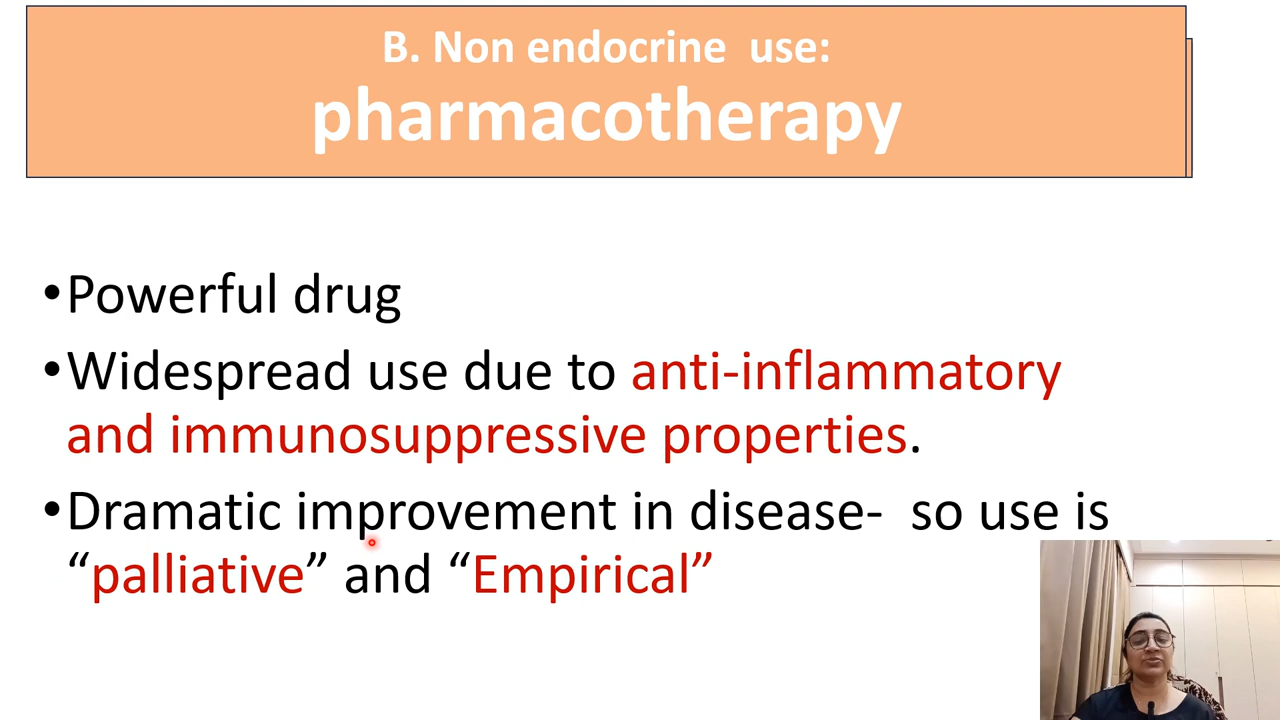 B. Non endocrine  use:
pharmacotherapy
•Powerful drug
•Widespread use due to anti-inflammatory
and immunosuppressive properties.
•Dramatic improvement in disease-  so use is
“palliative” and “Empirical”